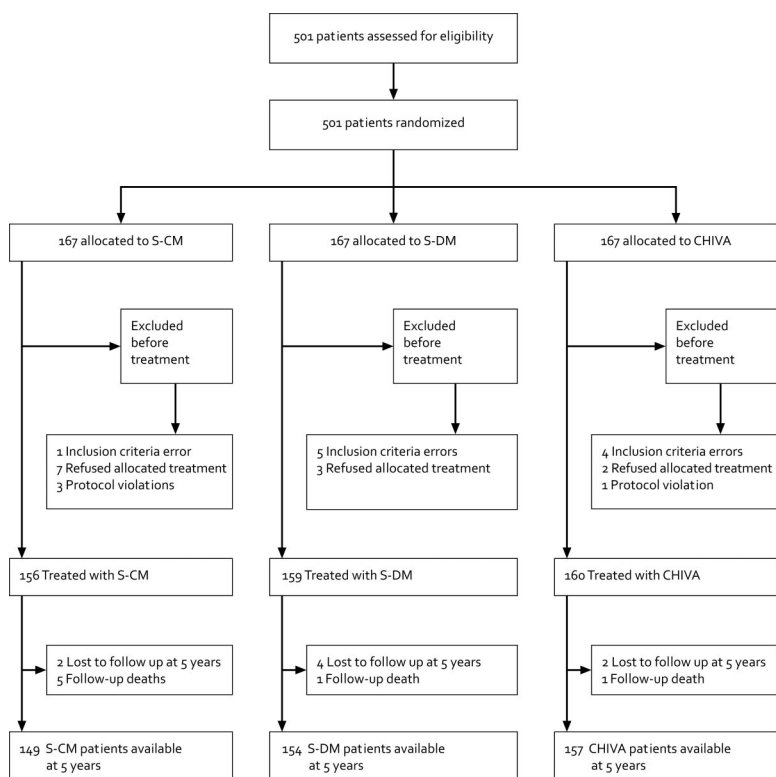 501 patients assessed for eligibility
501 patients randomized
167 allocated to S-CM
167 allocated to S-DM
167 allocated to CHIVA
Excluded
before
treatment
Excluded
before
treatment
Excluded
before
treatment
1 Inclusion criteria error
7 Refused allocated treatment
3 Protocol violations
5 Inclusion criteria errors
3 Refused allocated treatment
4 Inclusion criteria errors
2 Refused allocated treatment
1 Protocol violation
156 Treated with S-CM
159 Treated with S-DM
160 Treated with CHIVA
2 Lost to follow up at 5 years
5 Follow-up deaths
4 Lost to follow up at 5 years
1 Follow-up death
2 Lost to follow up at 5 years
1 Follow-up death
149 S-CM patients available
at 5 years
154 S-DM patients available
at 5 years
157 CHIVA patients available
at 5 years